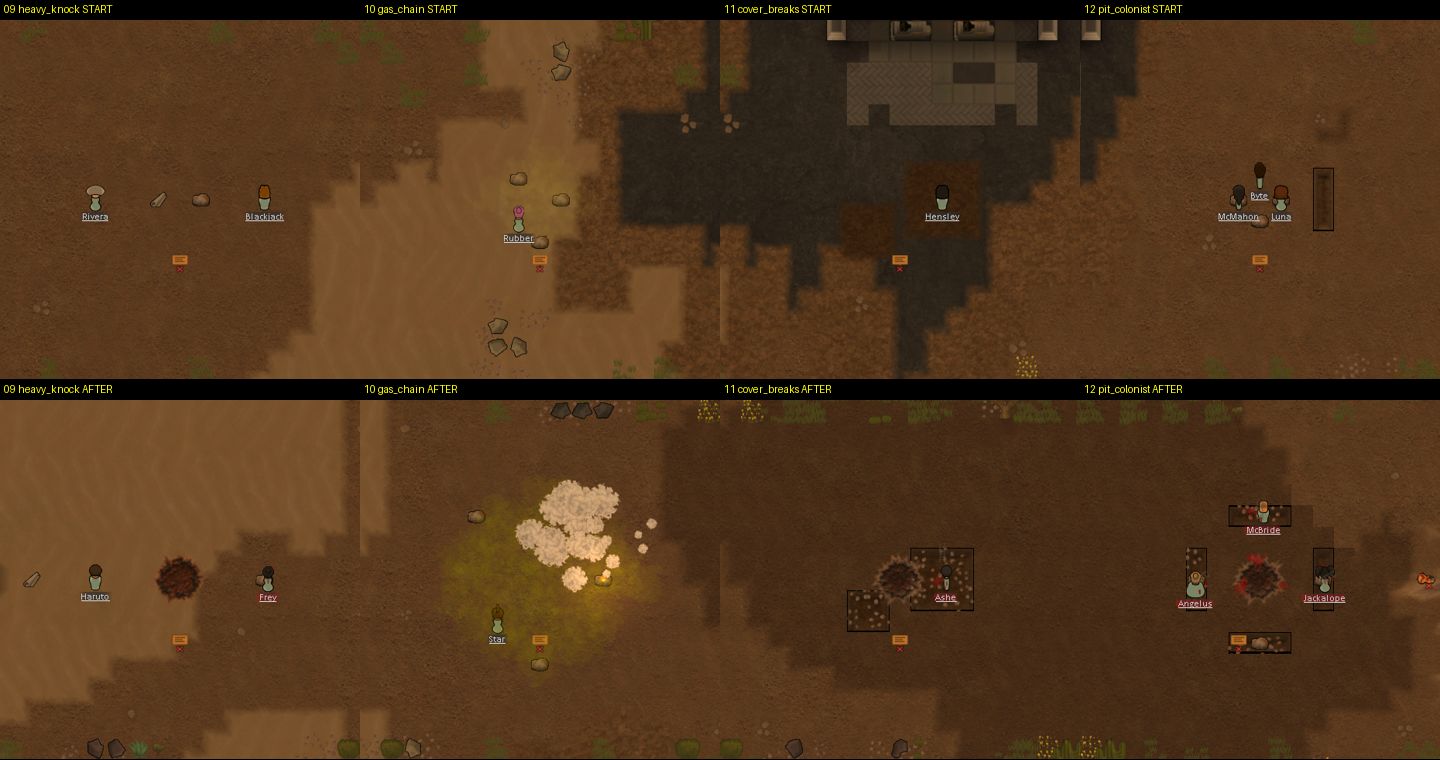 09 heavy_knock START
10 gas_chain START
11 cover_breaks START
12 pit_colonist START
Rivera
Blackjack
Rubber
Hensley
Byte
McMahon
Luna
09 heavy_knock AFTER
10 gas_chain AFTER
11 cover_breaks AFTER
12 pit_colonist AFTER
McBride
Haruto
Frey
Ashe
Angelus
Jackalope
Star